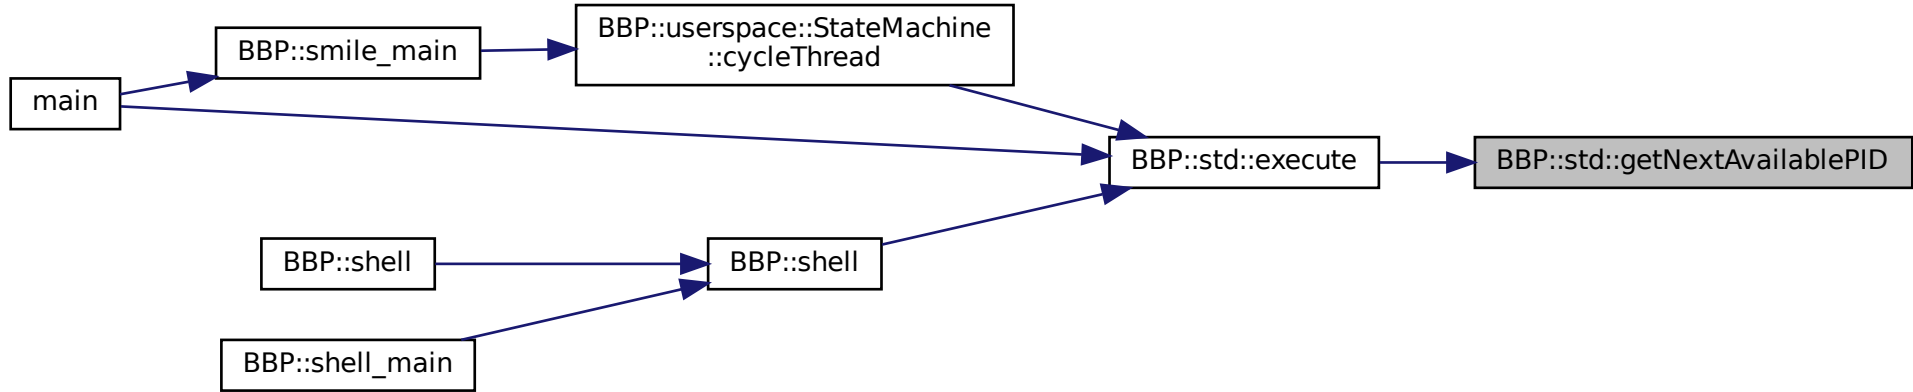 BBP::userspace::StateMachine
::cycleThread
BBP::smile_main
main
BBP::std::execute
BBP::std::getNextAvailablePID
BBP::shell
BBP::shell
BBP::shell_main